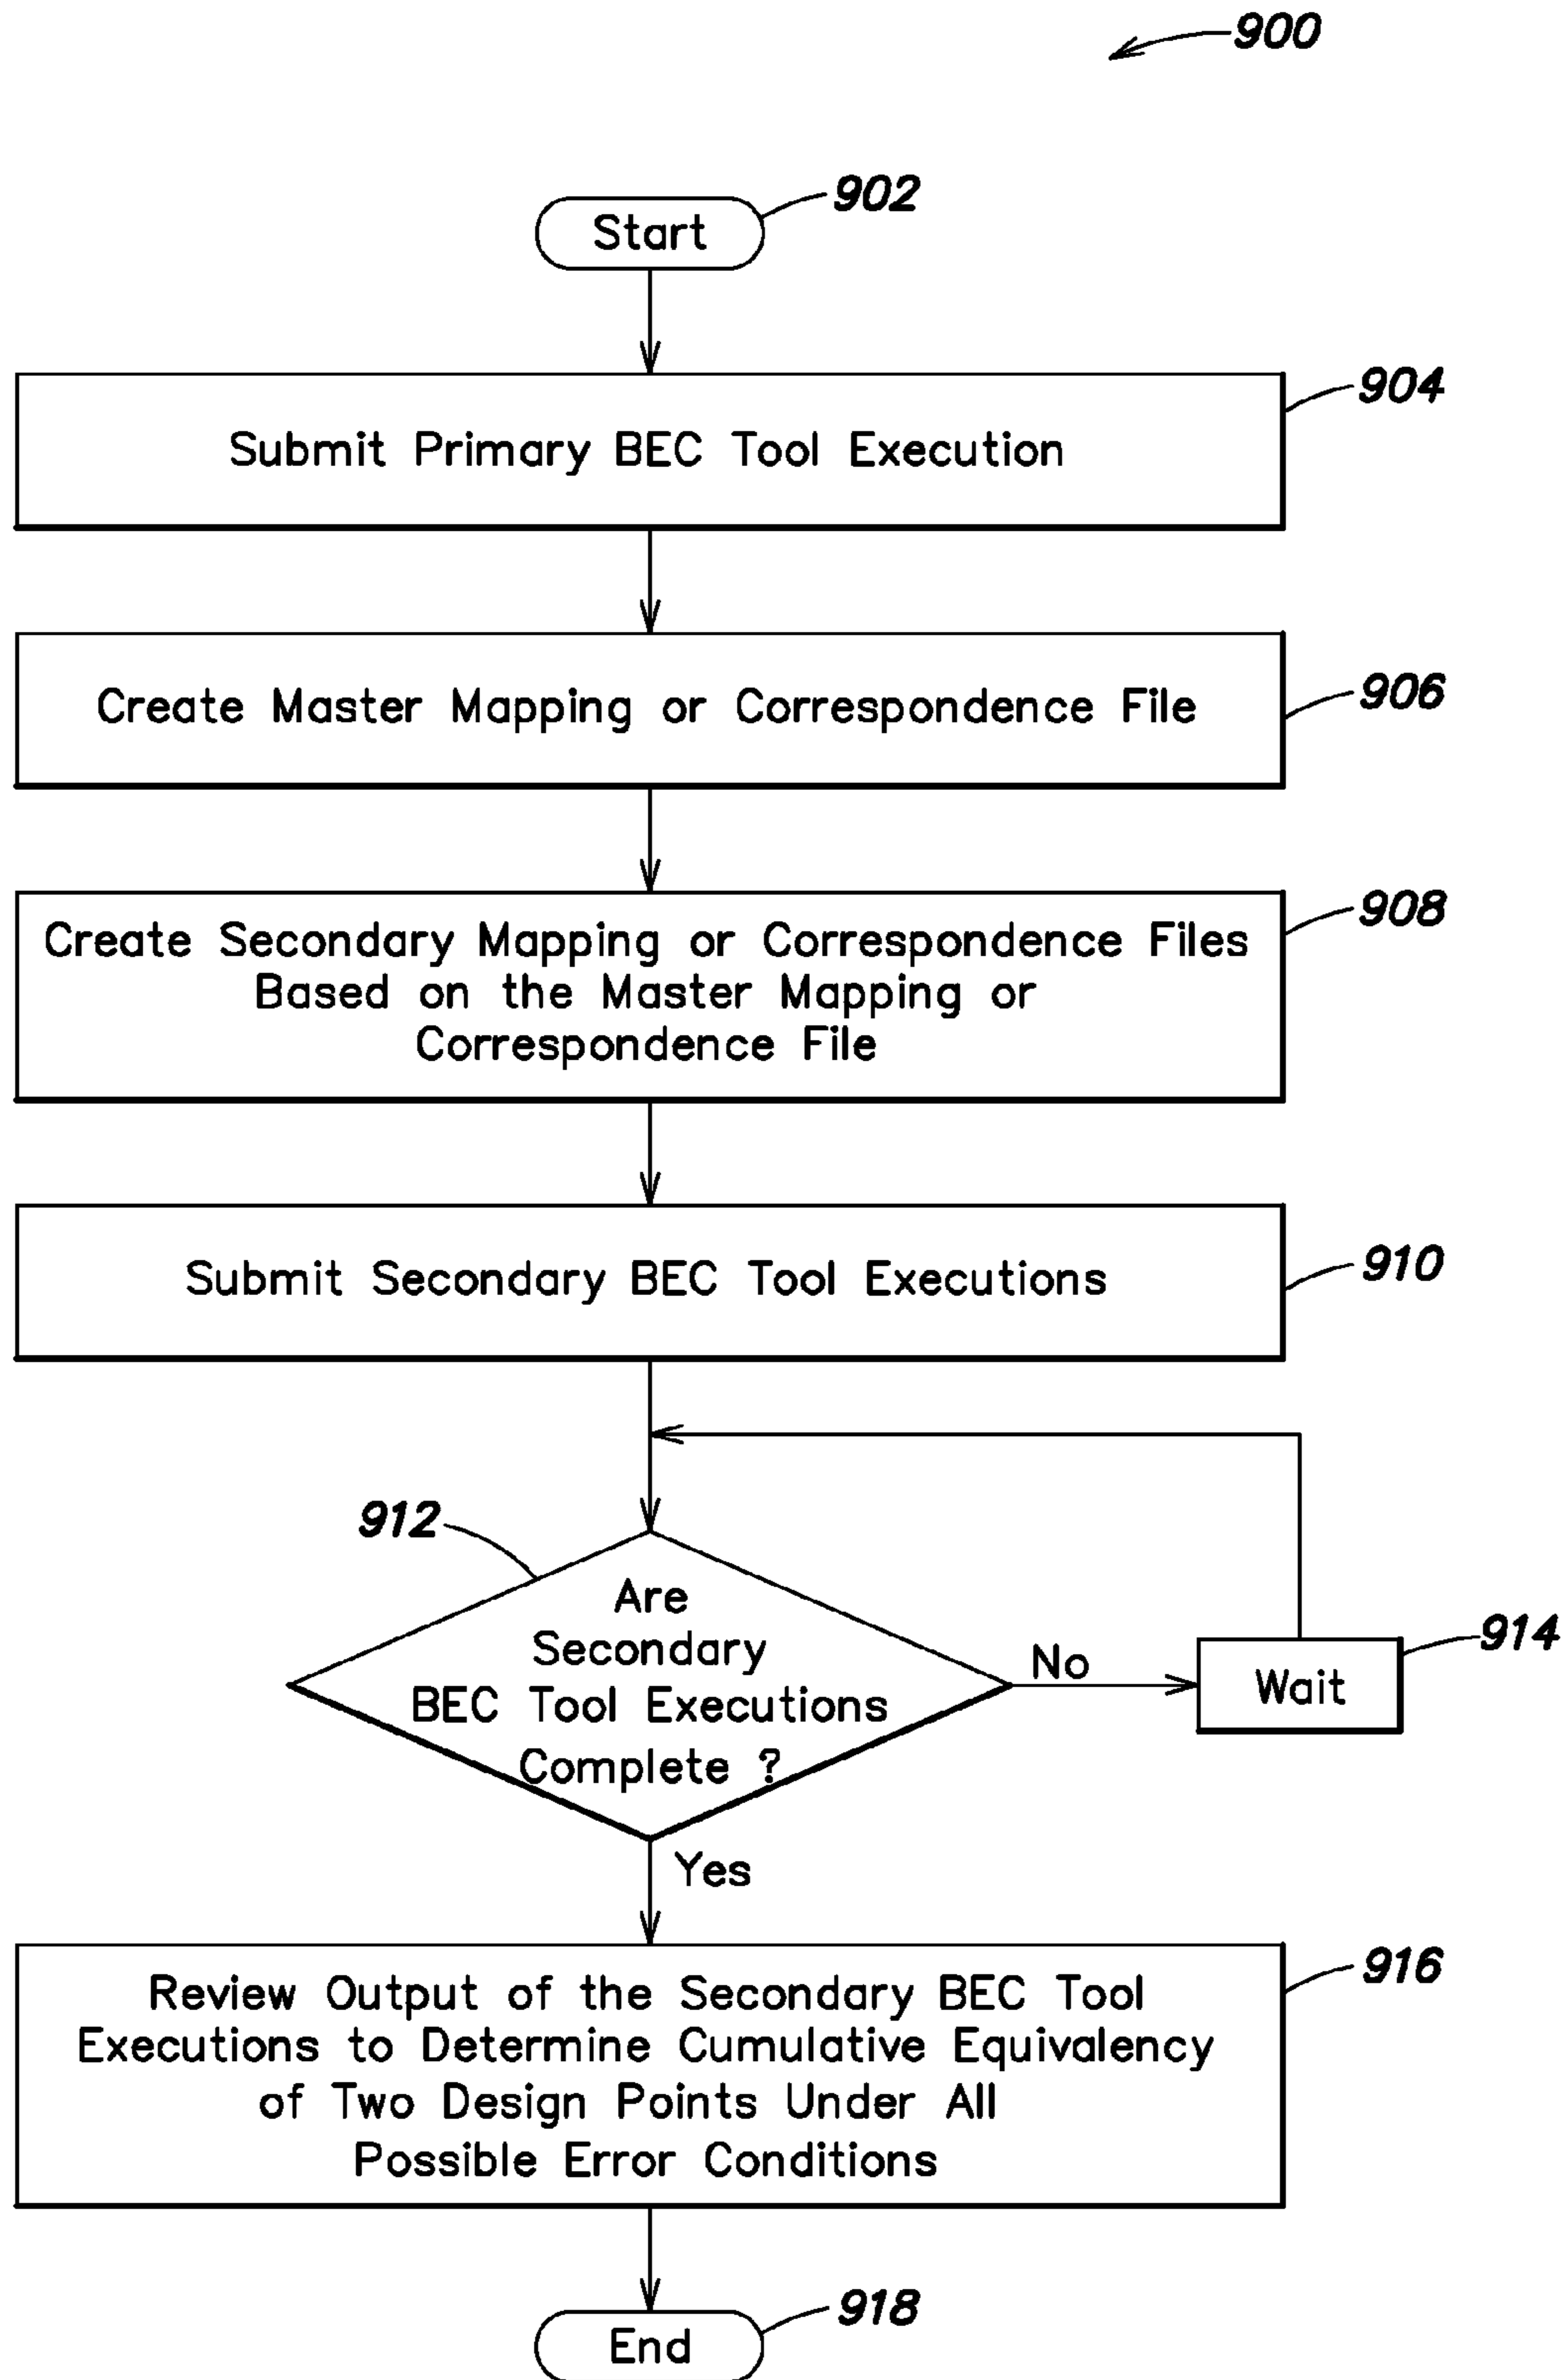 900
Start
902
Submit Primary BEC Tool Execution
904
Create Master Mapping or Correspondence File
906
Create Secondary Mapping or Correspondence Files
Based on the Master Mapping or
Correspondence File
908
Submit Secondary BEC Tool Executions
910
912
Are
Secondary
BEC Tool Executions
Complete ?
No
Wait
914
Yes
Review Output of the Secondary BEC Tool
Executions to Determine Cumulative Equivalency
of Two Design Points Under All
Possible Error Conditions
916
End
918